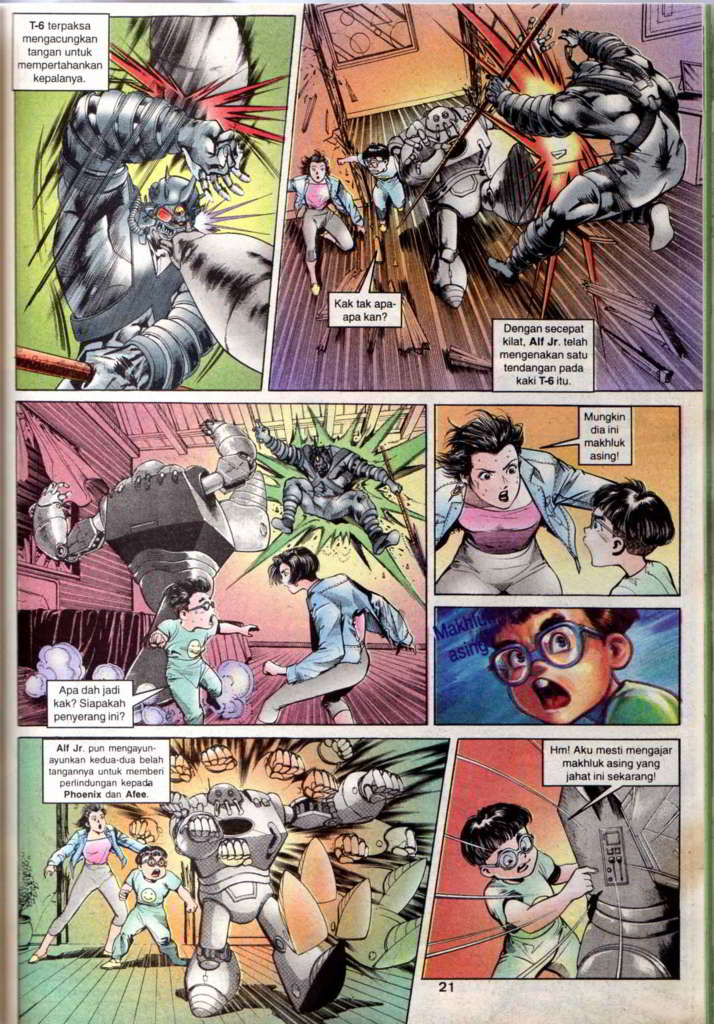 T-6 terpaksa
mengacungkan
tangan untuk
mempertahankan
kepalanya.
Kak tak apa-
apa kan?
Dengan secepat
kilat, Alf Jr. telah
mengenakan satu
tendangan pada
kaki T-6 itu.
Apa dah jadi
kak? Siapakah
penyerang ini?
Mungkin
dia ini
makhluk
asing!
Makhluk
asing
Alf Jr. pun mengayun-
ayunkan kedua-dua belah
tangannya untuk memberi
perlindungan kepada
Phoenix dan Afee.
Hm! Aku mesti mengajar
makhluk asing yang
jahat ini sekarang!
21